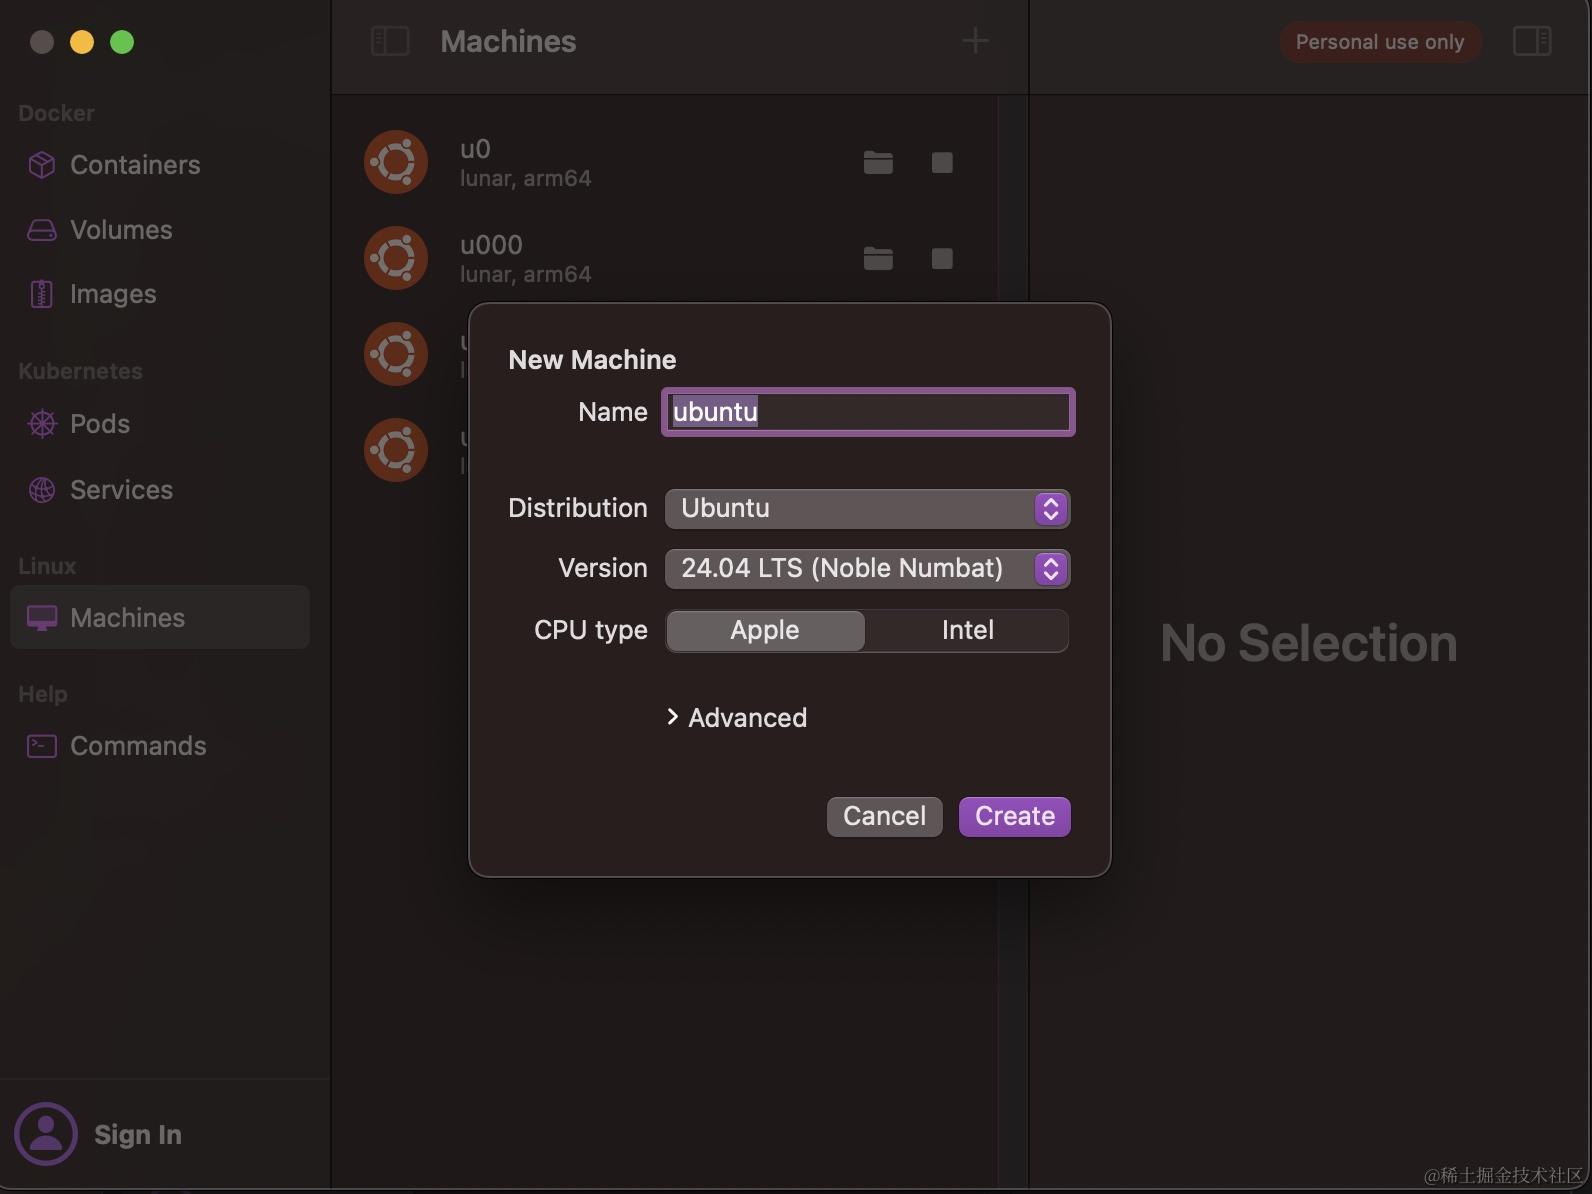 Machines
Personal use only
Docker
Containers
Volumes
Images
Kubernetes
Pods
Services
Linux
Machines
Help
Commands
Sign In
u0
lunar, arm64
u000
lunar, arm64
New Machine
Name ubuntu
Distribution Ubuntu
Version 24.04 LTS (Noble Numbat)
CPU type Apple Intel
Advanced
Cancel Create
No Selection
@稀土掘金技术社区